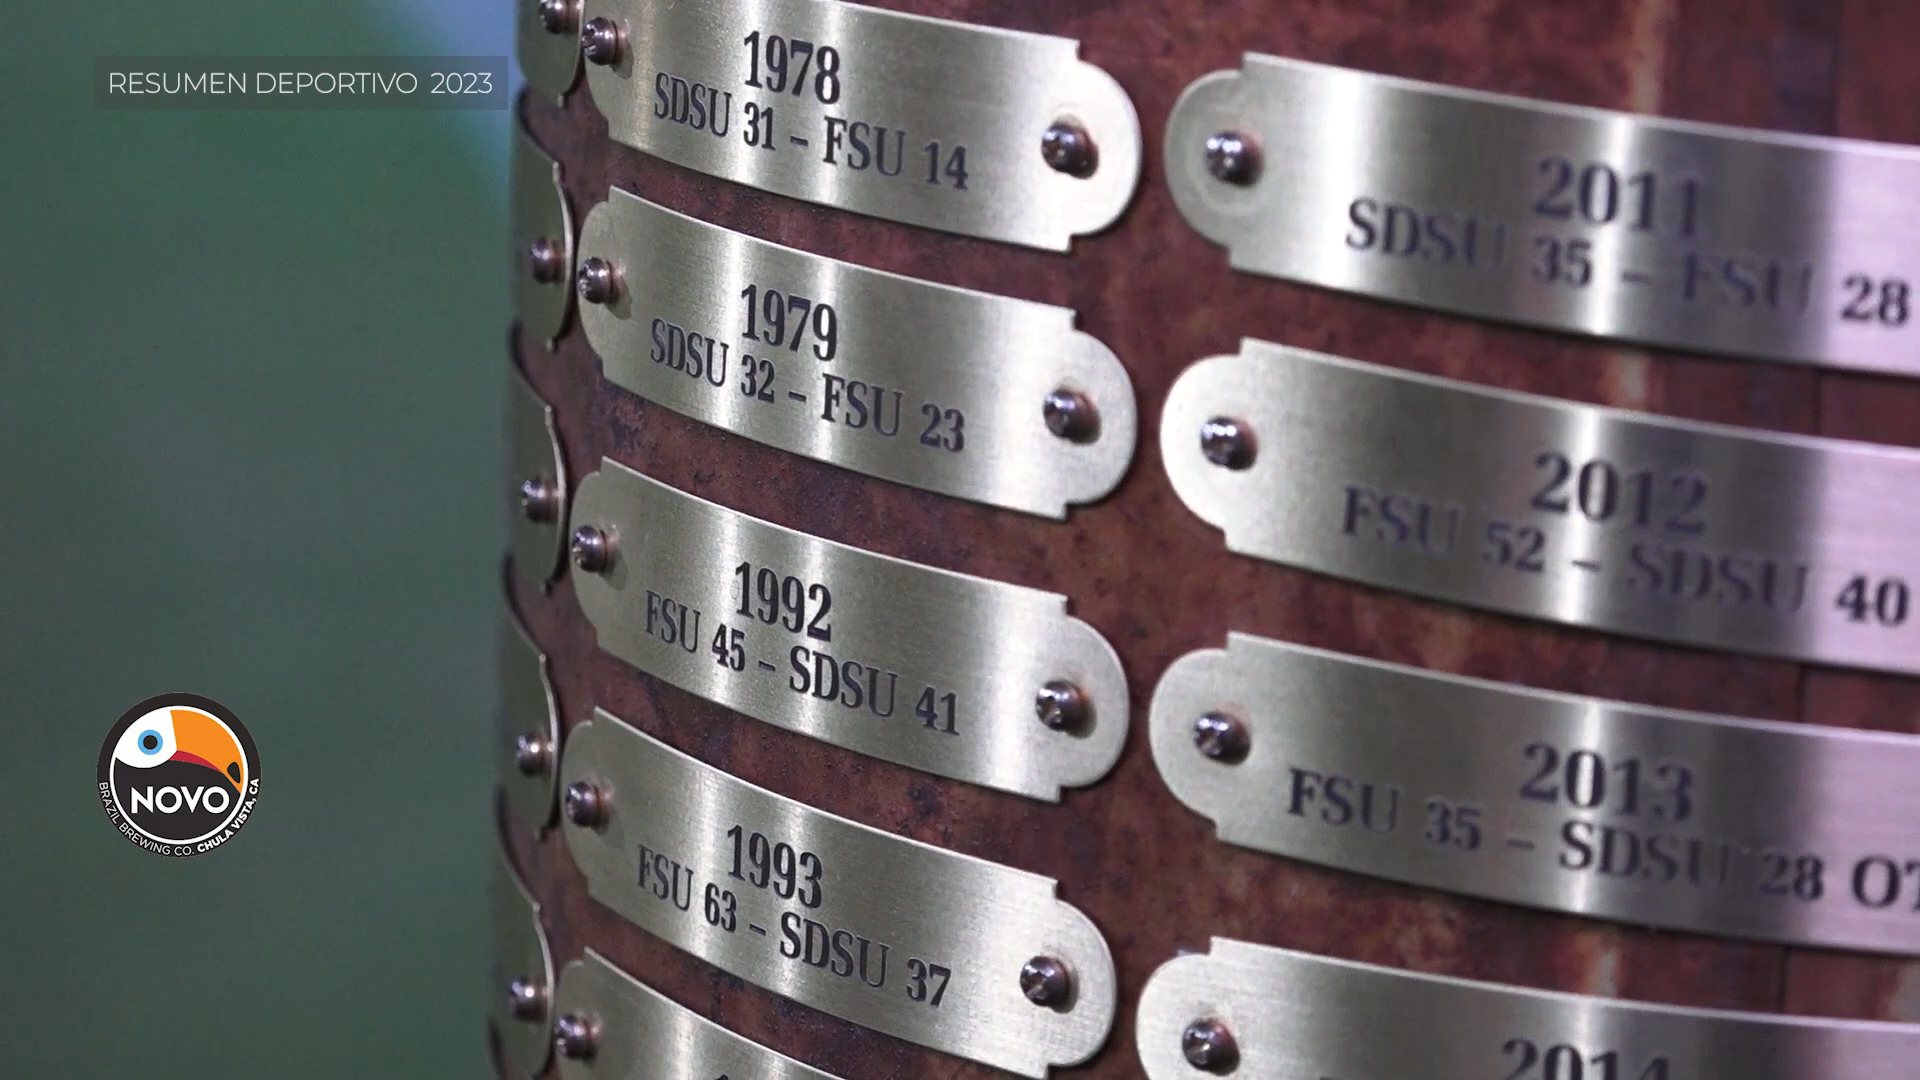 RESUMEN DEPORTIVO 2023
1978
SDSU 31 – FSU 14
1979
SDSU 32 – FSU 23
1992
FSU 45 – SDSU 41
1993
FSU 63 – SDSU 37
2011
SDSU 35 – FSU 28
2012
FSU 52 – SDSU 40
2013
FSU 35 – SDSU 28 OT
2014
NOVO
BRAZIL BREWING CO. CHULA VISTA, CA